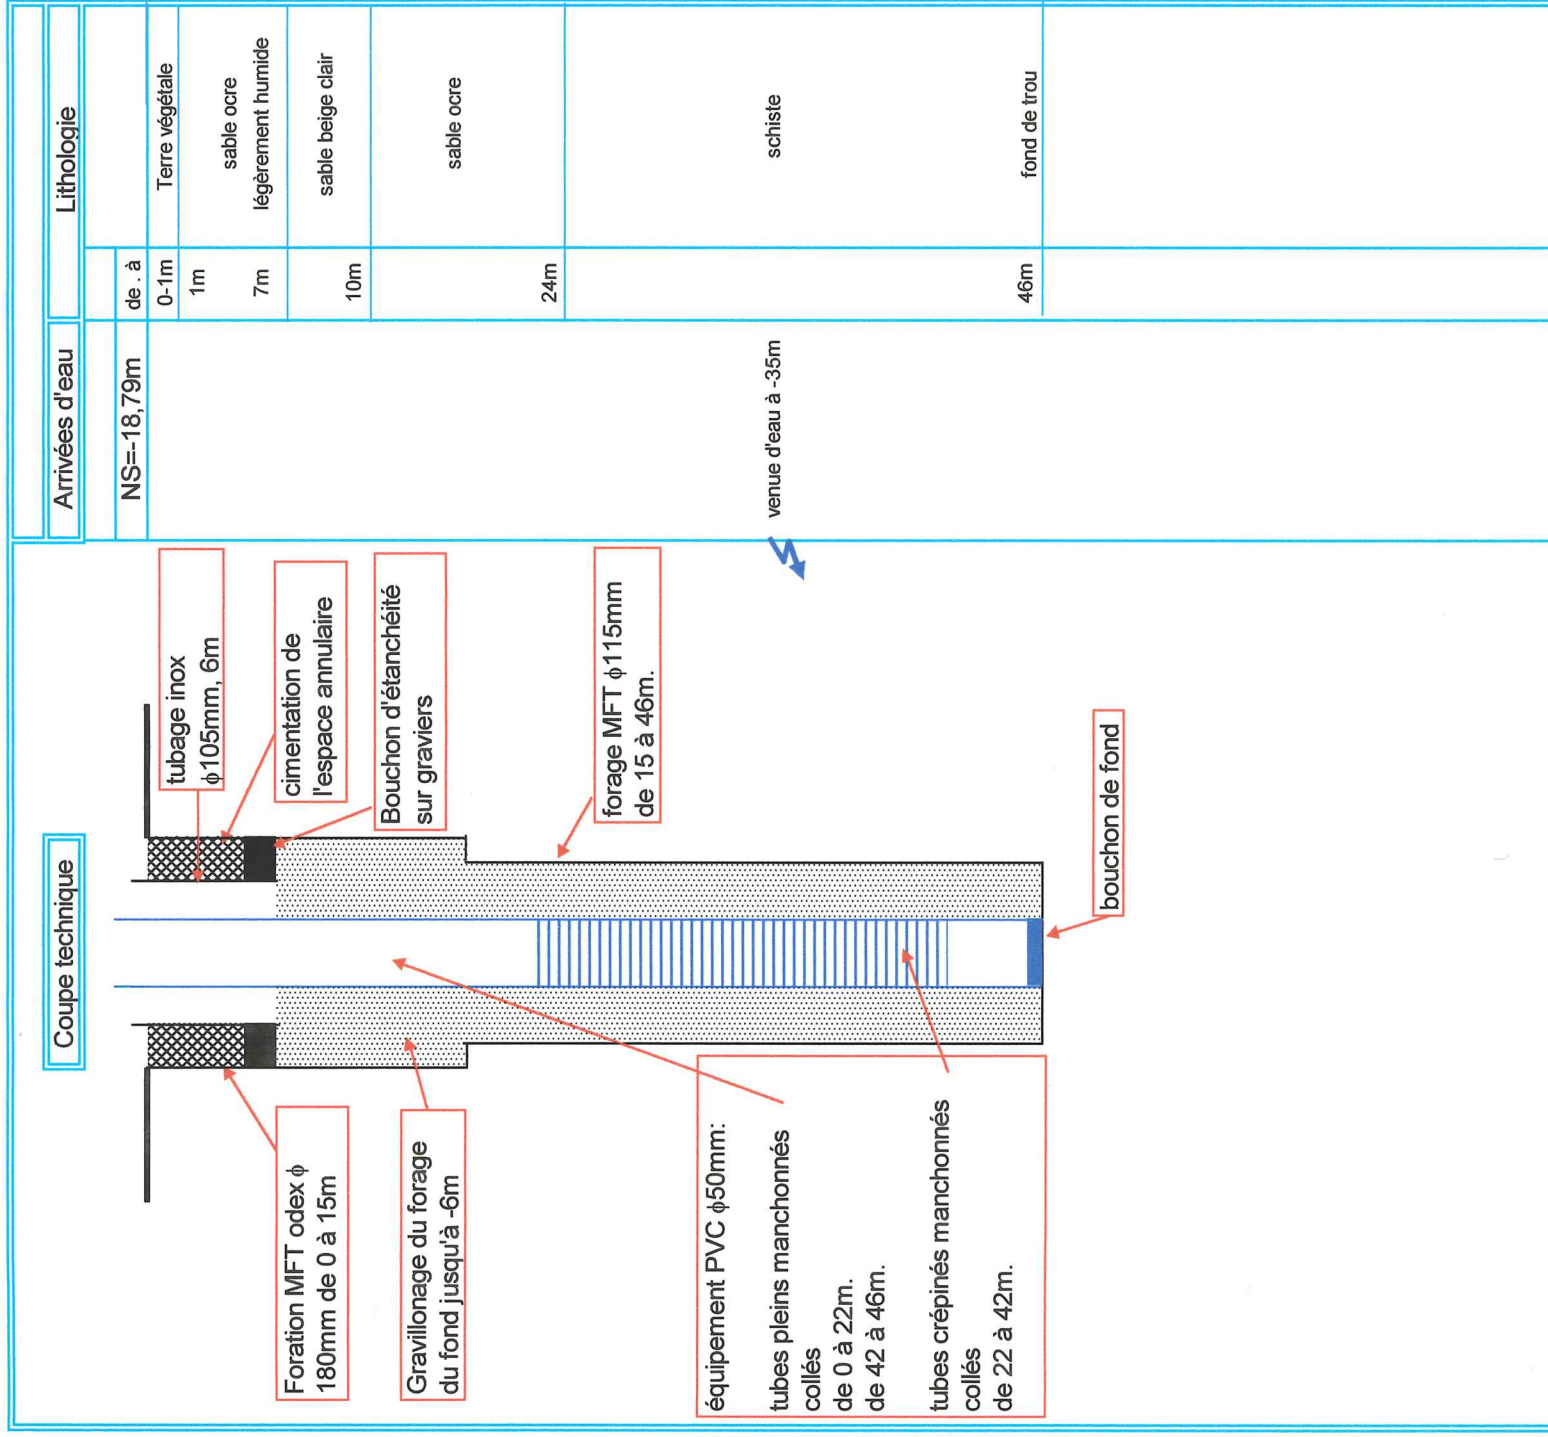 Coupe technique
Arrivées d'eau
Lithologie
NS=-18,79m
de . à
0-1m
Terre végétale
1m
sable ocre
7m
légèrement humide
10m
sable beige clair
24m
sable ocre
schiste
46m
fond de trou
venue d'eau à -35m
tubage inox
ϕ105mm, 6m
cimentation de
l'espace annulaire
Bouchon d'étanchéité
sur graviers
forage MFT ϕ115mm
de 15 à 46m.
bouchon de fond
Foration MFT odex ϕ
180mm de 0 à 15m
Gravillonage du forage
du fond jusqu'à -6m
équipement PVC ϕ50mm:
tubes pleins manchonnés
collés
de 0 à 22m.
de 42 à 46m.
tubes crépinés manchonnés
collés
de 22 à 42m.